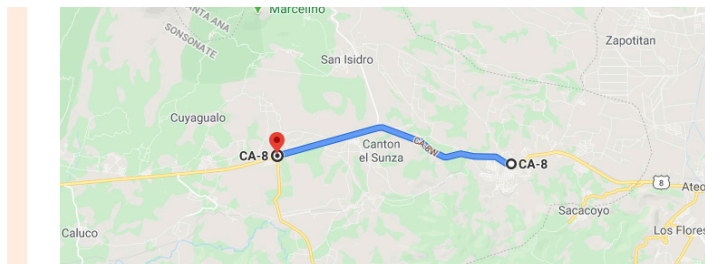 Marcelino
SANTA ANA
SONSONATE
Zapotitan
San Isidro
Cuyagualo
CA-8W
CA-8
Canton
el Sunza
CA-8
8
Ateo
Sacacoyo
Caluco
Los Flores